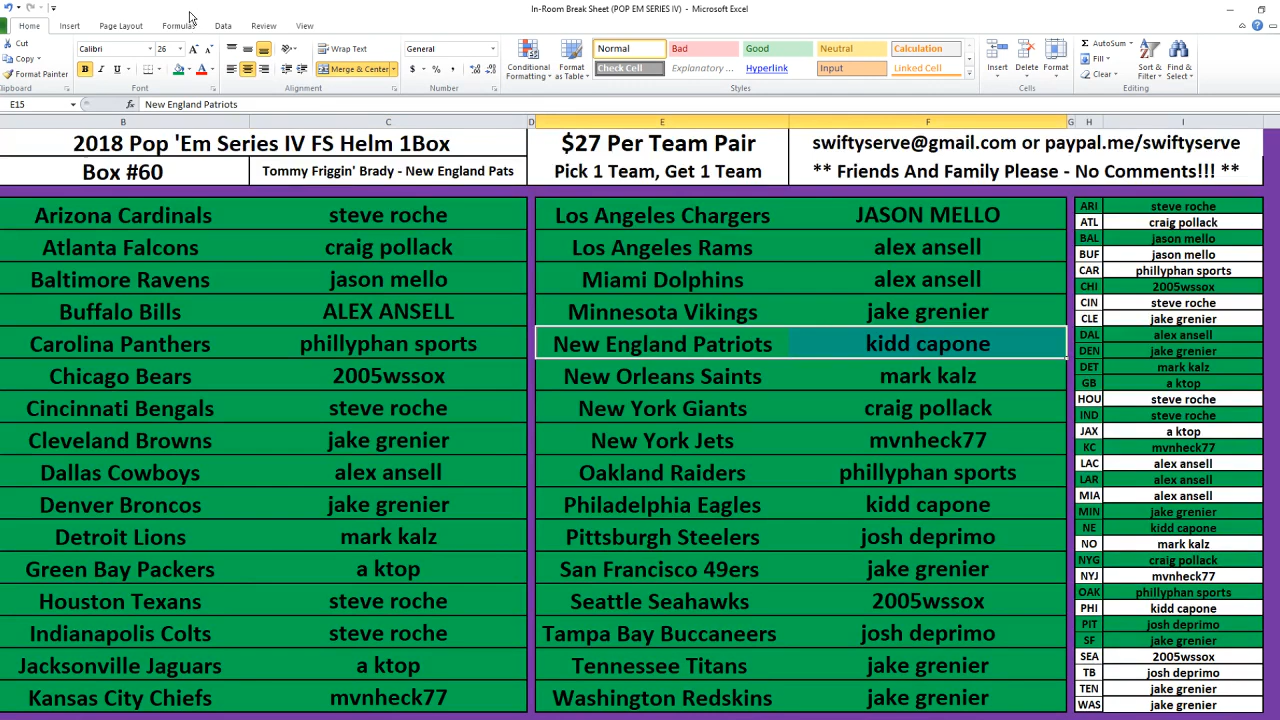 In-Room Break Sheet (POP EM SERIES IV) - Microsoft Excel
Home Insert Page Layout Formulas Data Review View
Cut
Copy
Format Painter
Clipboard
Calibri 26
Font
Wrap Text
Merge & Center
Alignment
General
Number
Conditional Formatting
Format as Table
Normal Bad Good Neutral Calculation
Check Cell Explanatory ... Hyperlink Input Linked Cell
Styles
Insert Delete Format
Cells
AutoSum
Fill
Clear
Sort & Filter
Find & Select
Editing
E15 fx New England Patriots
B C D E F G H I
2018 Pop 'Em Series IV FS Helm 1Box
$27 Per Team Pair
swiftyserve@gmail.com or paypal.me/swiftyserve
Box #60
Tommy Friggin' Brady - New England Pats
Pick 1 Team, Get 1 Team
** Friends And Family Please - No Comments!!! **
Arizona Cardinals steve roche
Atlanta Falcons craig pollack
Baltimore Ravens jason mello
Buffalo Bills ALEX ANSELL
Carolina Panthers phillyphan sports
Chicago Bears 2005wssox
Cincinnati Bengals steve roche
Cleveland Browns jake grenier
Dallas Cowboys alex ansell
Denver Broncos jake grenier
Detroit Lions mark kalz
Green Bay Packers a ktop
Houston Texans steve roche
Indianapolis Colts steve roche
Jacksonville Jaguars a ktop
Kansas City Chiefs mvnheck77
Los Angeles Chargers JASON MELLO
Los Angeles Rams alex ansell
Miami Dolphins alex ansell
Minnesota Vikings jake grenier
New England Patriots kidd capone
New Orleans Saints mark kalz
New York Giants craig pollack
New York Jets mvnheck77
Oakland Raiders phillyphan sports
Philadelphia Eagles kidd capone
Pittsburgh Steelers josh deprimo
San Francisco 49ers jake grenier
Seattle Seahawks 2005wssox
Tampa Bay Buccaneers josh deprimo
Tennessee Titans jake grenier
Washington Redskins jake grenier
ARI steve roche
ATL craig pollack
BAL jason mello
BUF jason mello
CAR phillyphan sports
CHI 2005wssox
CIN steve roche
CLE jake grenier
DAL alex ansell
DEN jake grenier
DET mark kalz
GB a ktop
HOU steve roche
IND steve roche
JAX a ktop
KC mvnheck77
LAC alex ansell
LAR alex ansell
MIA alex ansell
MIN jake grenier
NE kidd capone
NO mark kalz
NYG craig pollack
NYJ mvnheck77
OAK phillyphan sports
PHI kidd capone
PIT josh deprimo
SF jake grenier
SEA 2005wssox
TB josh deprimo
TEN jake grenier
WAS jake grenier